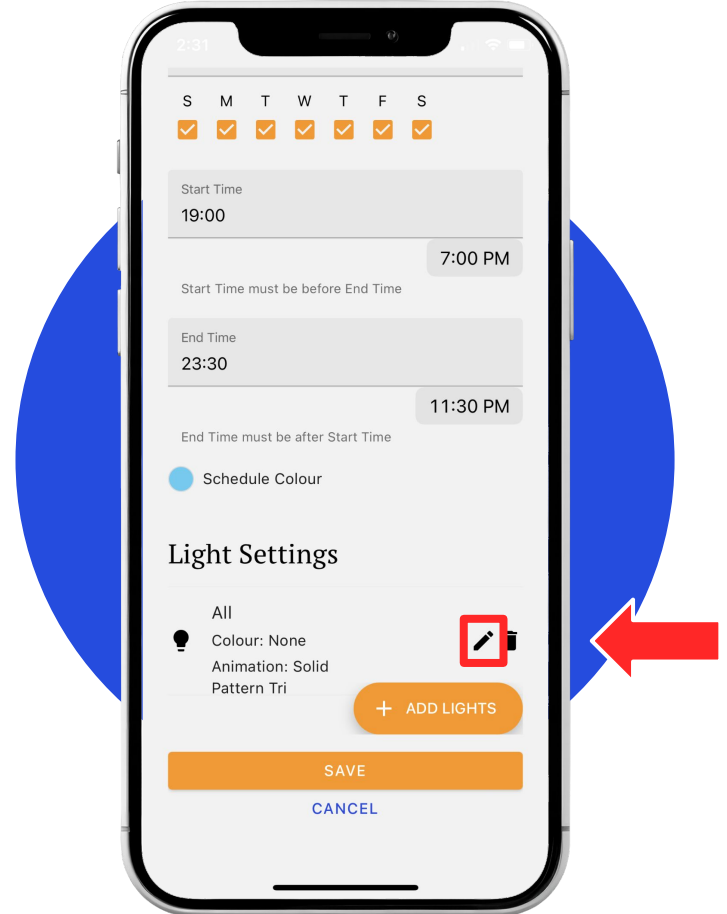 2:31
S M T W T F S
Start Time
19:00
7:00 PM
Start Time must be before End Time
End Time
23:30
11:30 PM
End Time must be after Start Time
Schedule Colour
Light Settings
All
Colour: None
Animation: Solid
Pattern Tri
+ ADD LIGHTS
SAVE
CANCEL